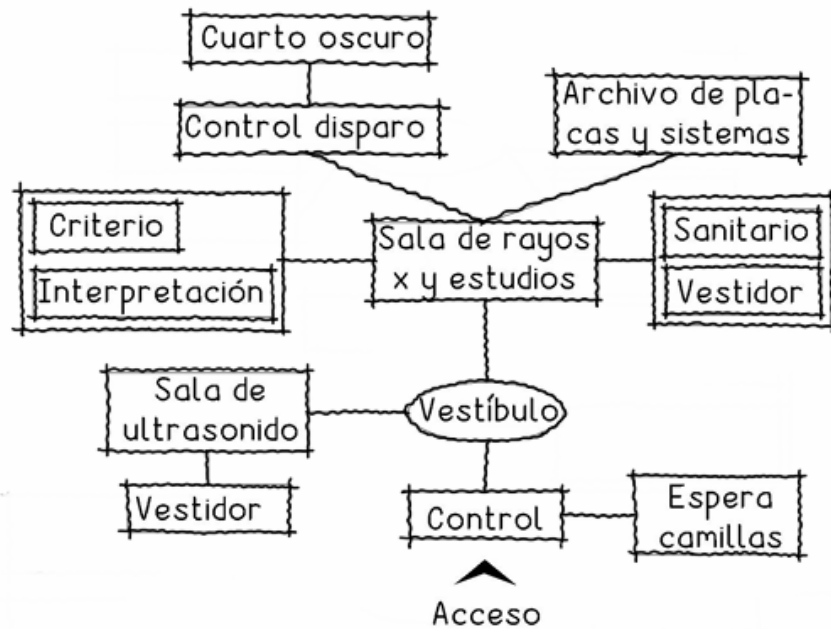 Cuarto oscuro
Control disparo
Archivo de pla-
cas y sistemas
Criterio
Interpretación
Sala de rayos
x y estudios
Sanitario
Vestidor
Sala de
ultrasonido
Vestidor
Vestíbulo
Control
Espera
camillas
Acceso